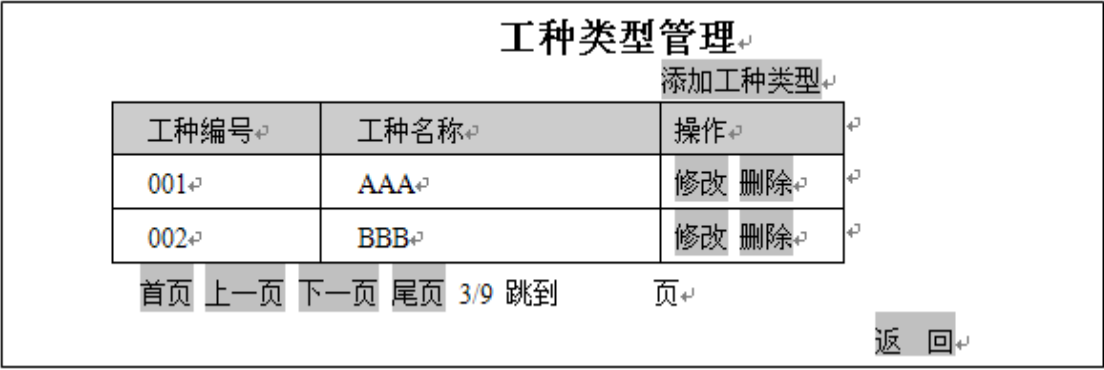 工种类型管理
添加工种类型
工种编号 工种名称 操作
001 AAA 修改 删除
002 BBB 修改 删除
首页 上一页 下一页 尾页 3/9 跳到 页
返 回